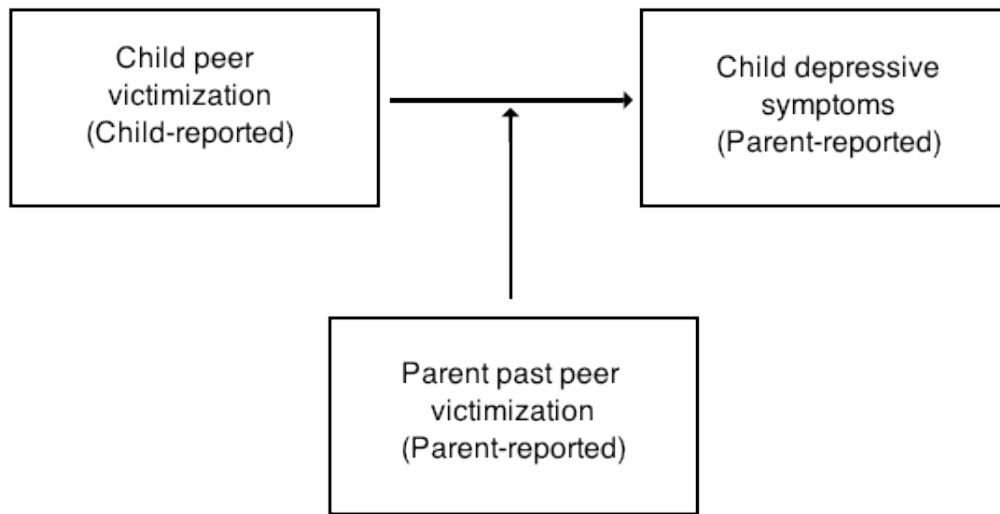 Child peer
victimization
(Child-reported)
Child depressive
symptoms
(Parent-reported)
Parent past peer
victimization
(Parent-reported)